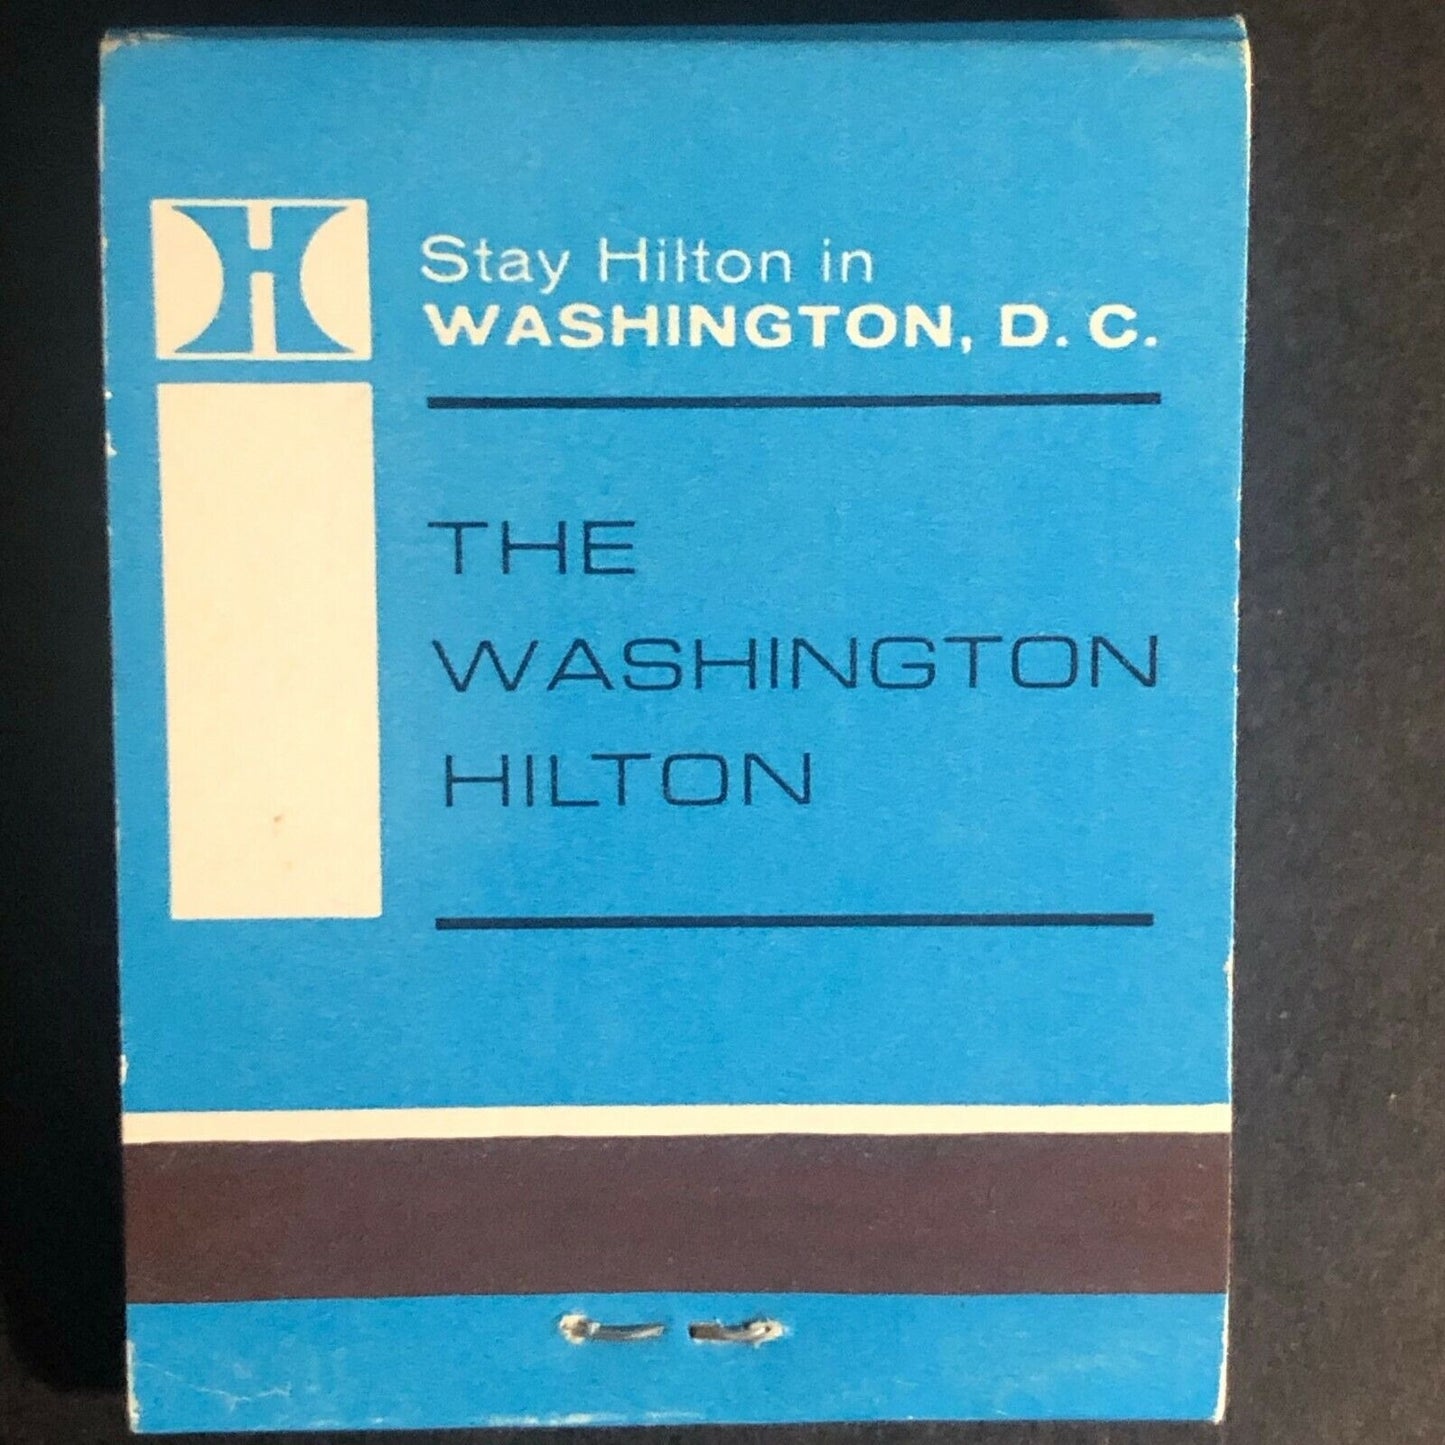 H
Stay Hilton in
WASHINGTON, D. C.
THE
WASHINGTON
HILTON